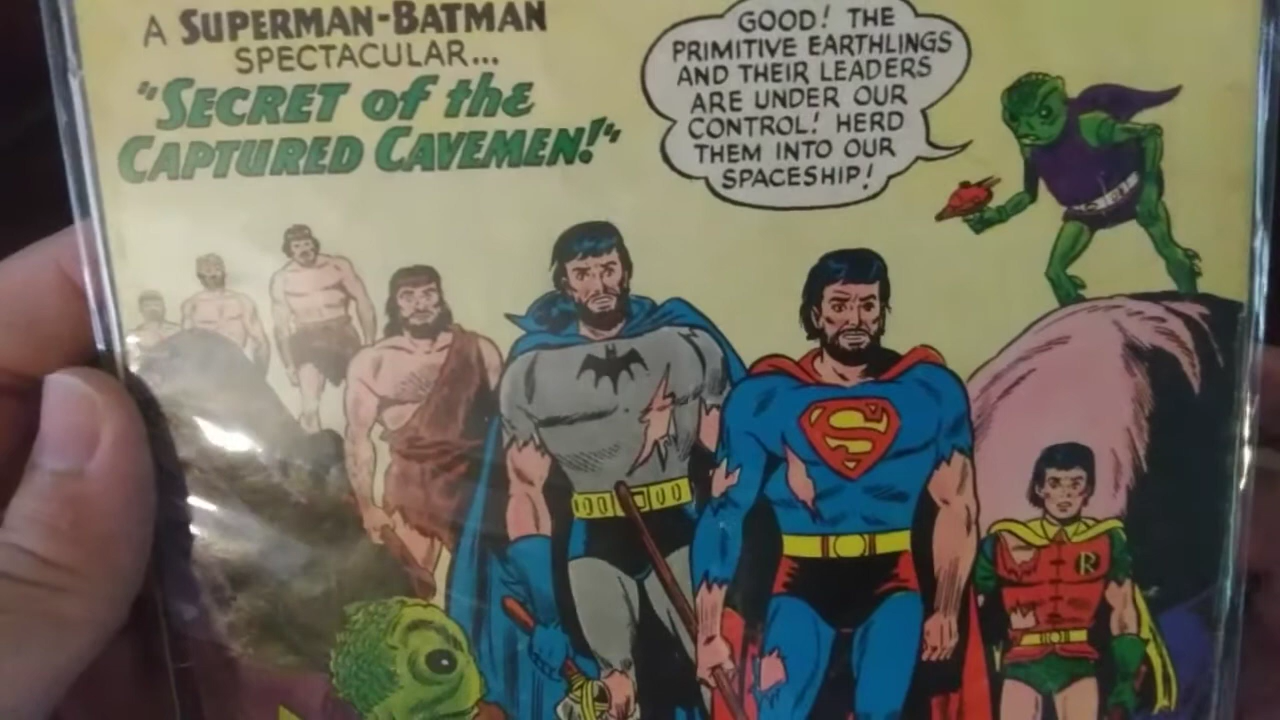 A SUPERMAN-BATMAN
SPECTACULAR...
"SECRET of the
CAPTURED CAVEMEN!"
GOOD! THE
PRIMITIVE EARTHLINGS
AND THEIR LEADERS
ARE UNDER OUR
CONTROL! HERD
THEM INTO OUR
SPACESHIP!
S
R